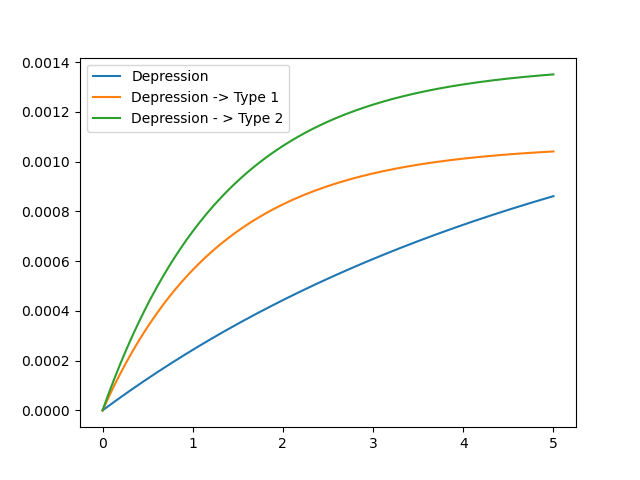 0.0014
Depression
Depression -> Type 1
0.0012
Depression - > Type 2
0.0010
0.0008
0.0006
0.0004
0.0002
0.0000
0 1 2 3 4 5